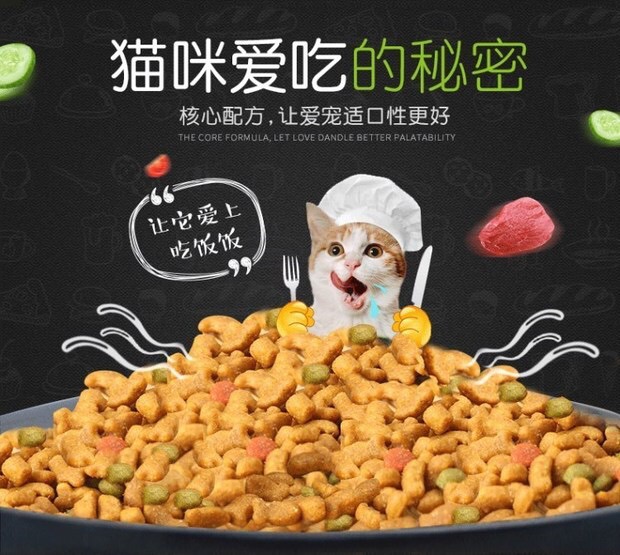 猫咪爱吃的秘密
核心配方,让爱宠适口性更好
THE CORE FORMULA, LET LOVE DANDLE BETTER PALATABILITY
“
让它爱上
吃饭饭
”